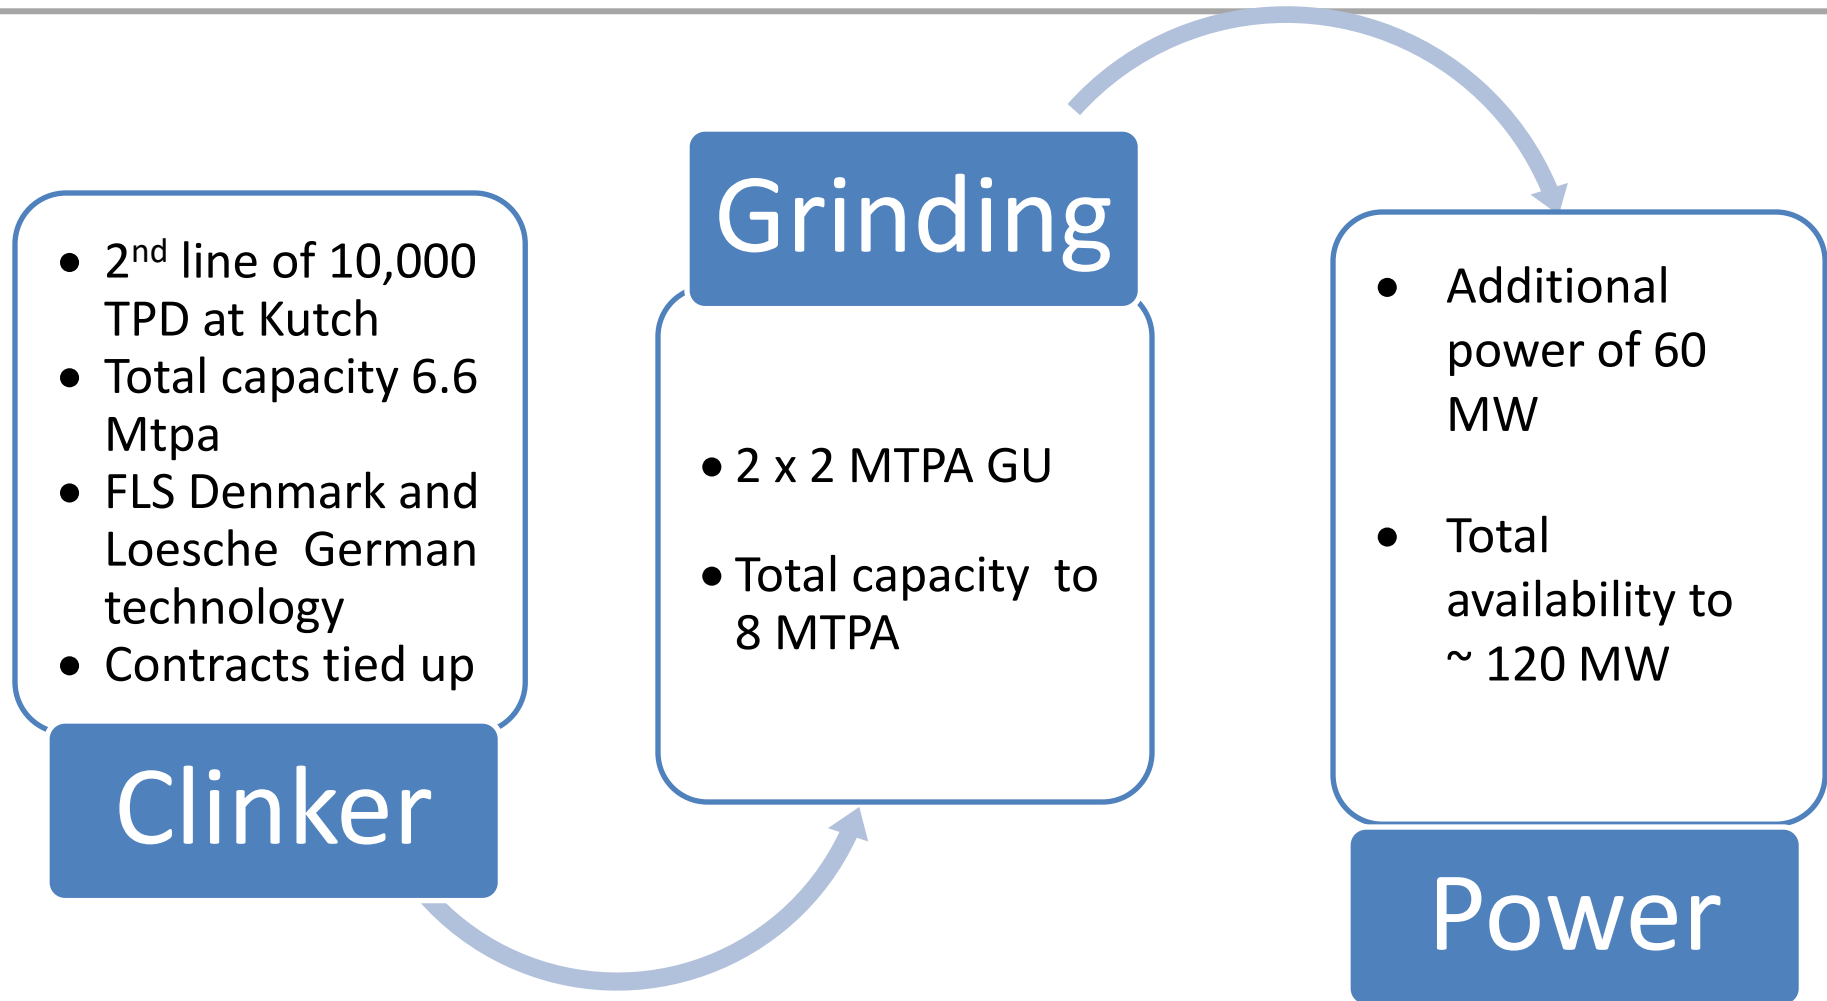 • 2nd line of 10,000
TPD at Kutch
• Total capacity 6.6
Mtpa
• FLS Denmark and
Loesche German
technology
• Contracts tied up
Clinker
Grinding
• 2 x 2 MTPA GU
• Total capacity to
8 MTPA
• Additional
power of 60
MW
• Total
availability to
~ 120 MW
Power